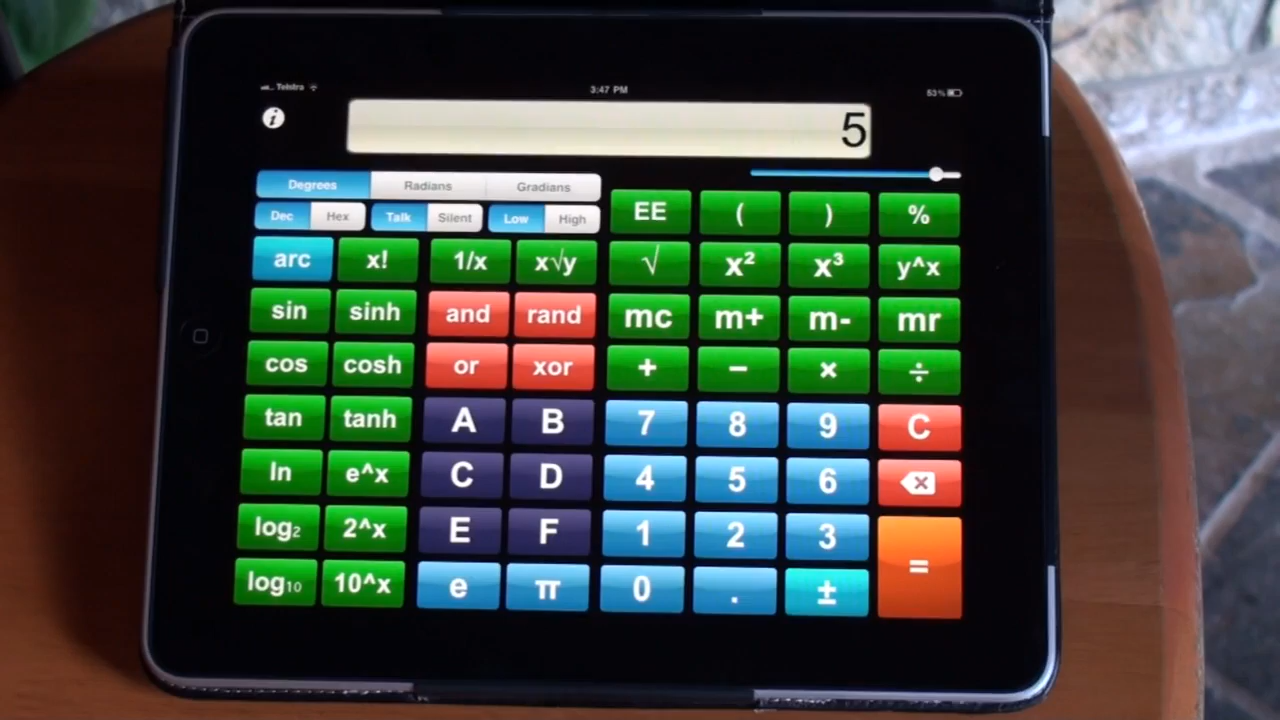 Telstra 3:47 PM 53%
i 5
Degrees Radians Gradians
Dec Hex Talk Silent Low High EE ( ) %
arc x! 1/x x√y √ x² x³ y^x
sin sinh and rand mc m+ m- mr
cos cosh or xor + − × ÷
tan tanh A B 7 8 9 C
ln e^x C D 4 5 6
log₂ 2^x E F 1 2 3 =
log₁₀ 10^x e π 0 . ±